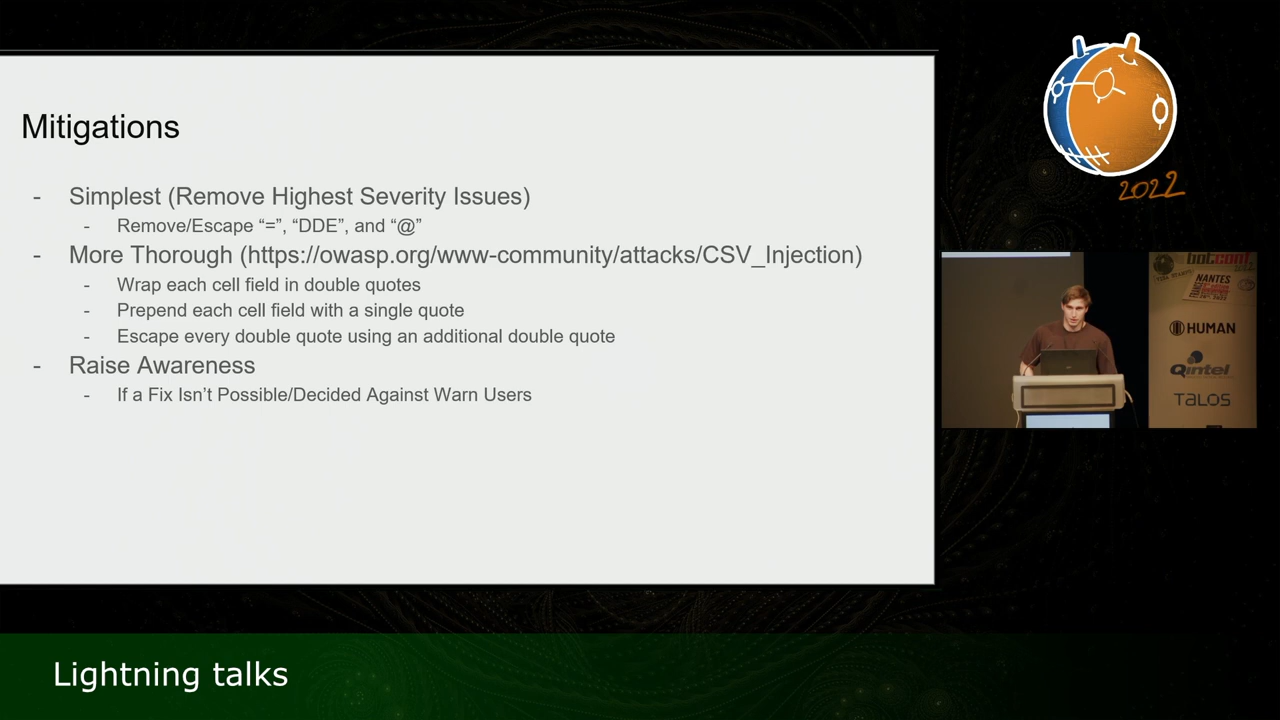 Mitigations
- Simplest (Remove Highest Severity Issues)
- Remove/Escape “=”, “DDE”, and “@”
- More Thorough (https://owasp.org/www-community/attacks/CSV_Injection)
- Wrap each cell field in double quotes
- Prepend each cell field with a single quote
- Escape every double quote using an additional double quote
- Raise Awareness
- If a Fix Isn’t Possible/Decided Against Warn Users
2022
botconf
NANTES
HUMAN
Qintel
TALOS
Lightning talks